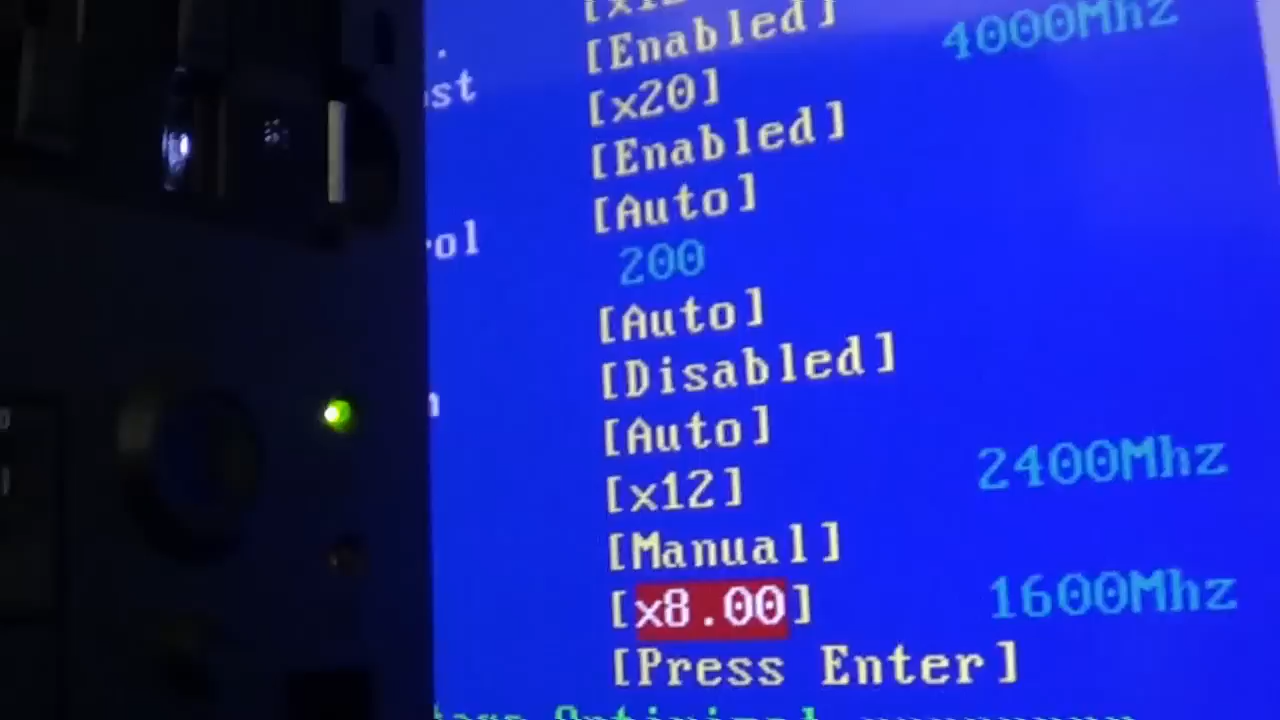 [Enabled] 4000Mhz
st [x20]
[Enabled]
[Auto]
ol 200
[Auto]
[Disabled]
[Auto]
[x12] 2400Mhz
[Manual]
[x8.00] 1600Mhz
[Press Enter]
Optimized